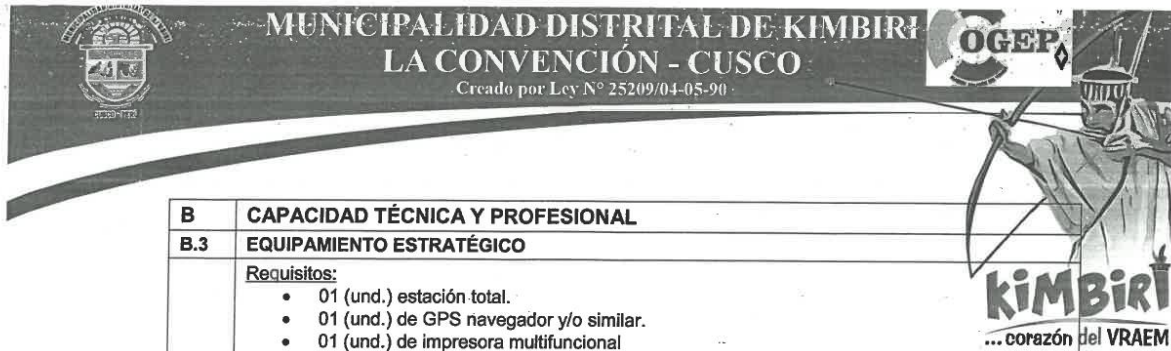 MUNICIPALIDAD DISTRITAL DE KIMBIRI
LA CONVENCIÓN - CUSCO
Creado por Ley N° 25209/04-05-90
OGEP
CUSCO - PERU
B CAPACIDAD TÉCNICA Y PROFESIONAL
B.3 EQUIPAMIENTO ESTRATÉGICO
Requisitos:
• 01 (und.) estación total.
• 01 (und.) de GPS navegador y/o similar.
• 01 (und.) de impresora multifuncional
KiMBiRi
... corazón del VRAEM